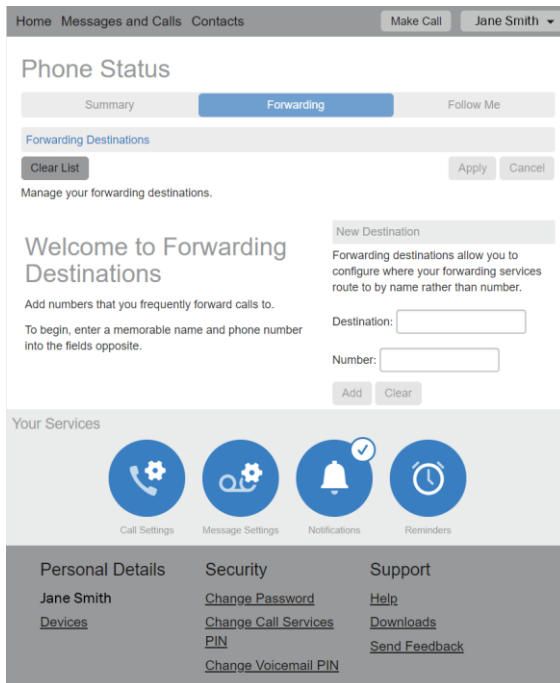 Home Messages and Calls Contacts Make Call Jane Smith
Phone Status
Summary Forwarding Follow Me
Forwarding Destinations
Clear List Apply Cancel
Manage your forwarding destinations.
Welcome to Forwarding
Destinations
Add numbers that you frequently forward calls to.
To begin, enter a memorable name and phone number
into the fields opposite.
New Destination
Forwarding destinations allow you to
configure where your forwarding services
route to by name rather than number.
Destination:
Number:
Add Clear
Your Services
Call Settings Message Settings Notifications Reminders
Personal Details
Jane Smith
Devices
Security
Change Password
Change Call Services
PIN
Change Voicemail PIN
Support
Help
Downloads
Send Feedback